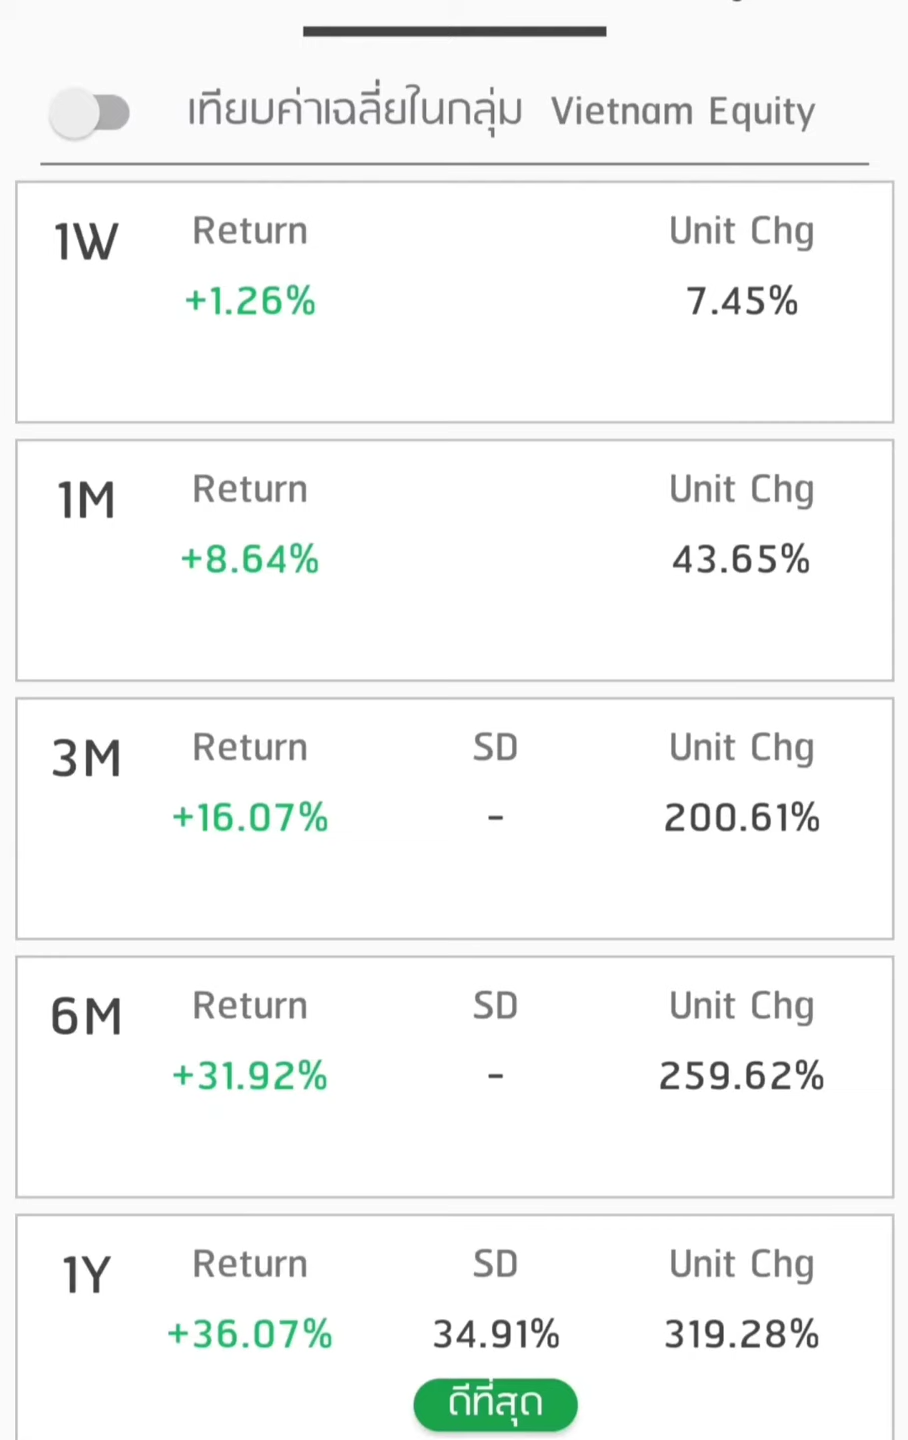 เทียบค่าเฉลี่ยในกลุ่ม Vietnam Equity
1W Return Unit Chg
+1.26% 7.45%
1M Return Unit Chg
+8.64% 43.65%
3M Return SD Unit Chg
+16.07% - 200.61%
6M Return SD Unit Chg
+31.92% - 259.62%
1Y Return SD Unit Chg
+36.07% 34.91% 319.28%
ดีที่สุด